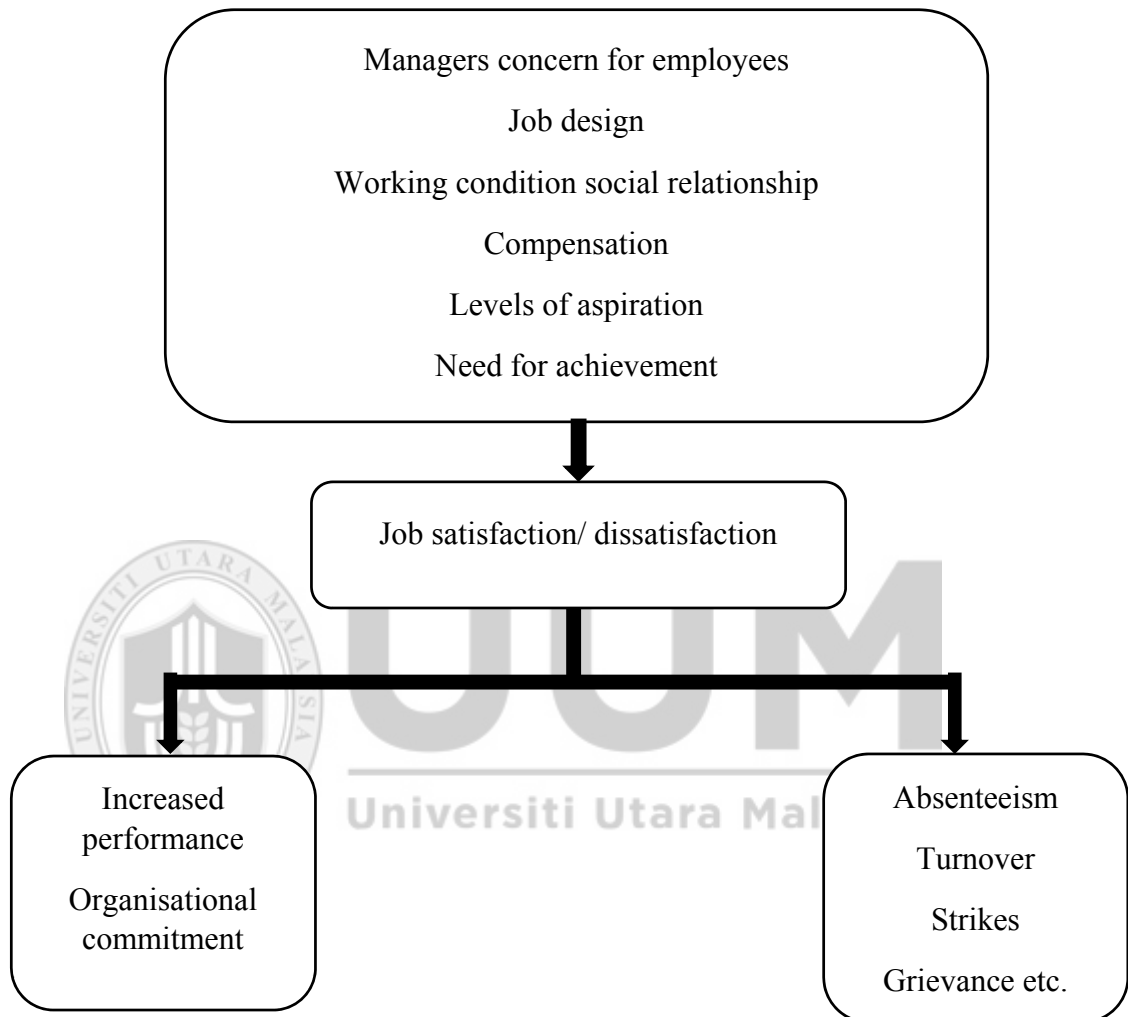 Managers concern for employees
Job design
Working condition social relationship
Compensation
Levels of aspiration
Need for achievement
Job satisfaction/ dissatisfaction
UNIVERSITI UTARA MALAYSIA
UUM
Universiti Utara Mal
Increased
performance
Organisational
commitment
Absenteeism
Turnover
Strikes
Grievance etc.